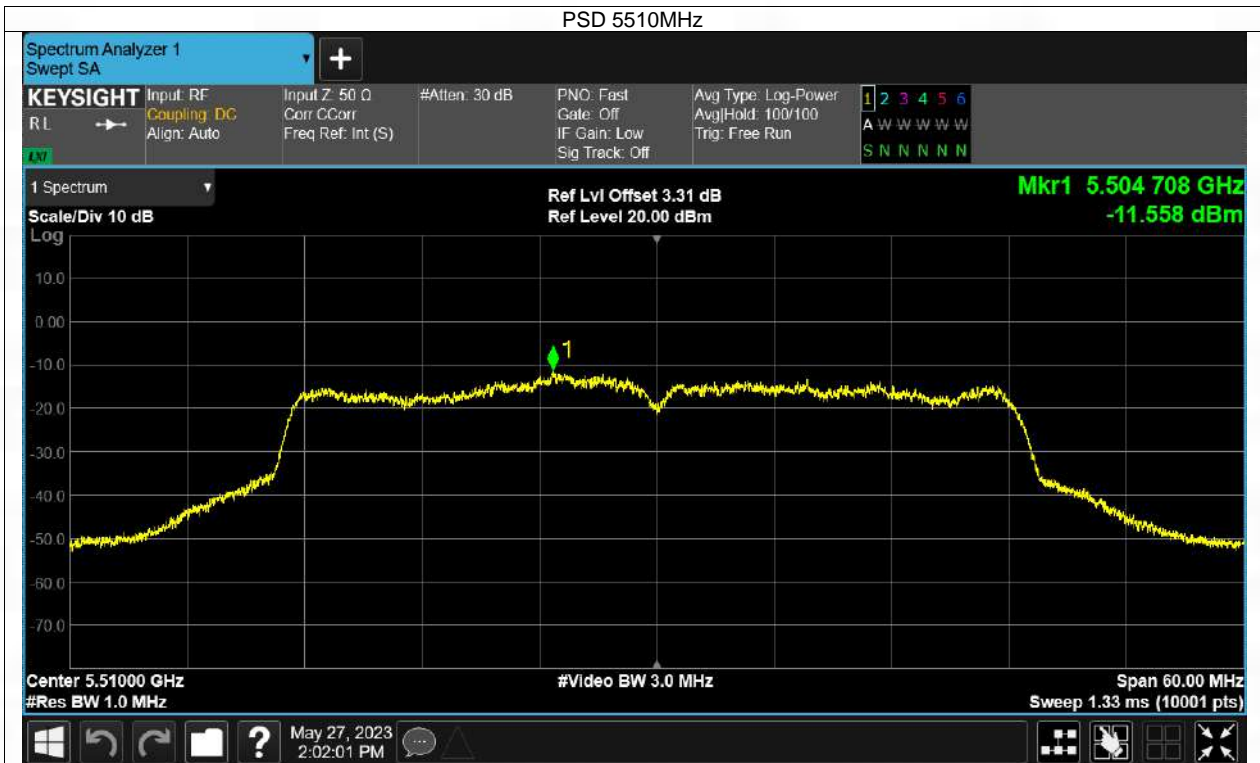 PSD 5510MHz
Spectrum Analyzer 1
Swept SA
KEYSIGHT
RL
LXI
Input: RF
Coupling: DC
Align: Auto
Input Z: 50 Ω
Corr CCorr
Freq Ref: Int (S)
#Atten: 30 dB
PNO: Fast
Gate: Off
IF Gain: Low
Sig Track: Off
Avg Type: Log-Power
Avg|Hold: 100/100
Trig: Free Run
1 2 3 4 5 6
A W W W W W
S N N N N N
1 Spectrum
Scale/Div 10 dB
Log
Ref Lvl Offset 3.31 dB
Ref Level 20.00 dBm
Mkr1 5.504 708 GHz
-11.558 dBm
10.0
0.00
-10.0
-20.0
-30.0
-40.0
-50.0
-60.0
-70.0
1
Center 5.51000 GHz
#Res BW 1.0 MHz
#Video BW 3.0 MHz
Span 60.00 MHz
Sweep 1.33 ms (10001 pts)
?
May 27, 2023
2:02:01 PM